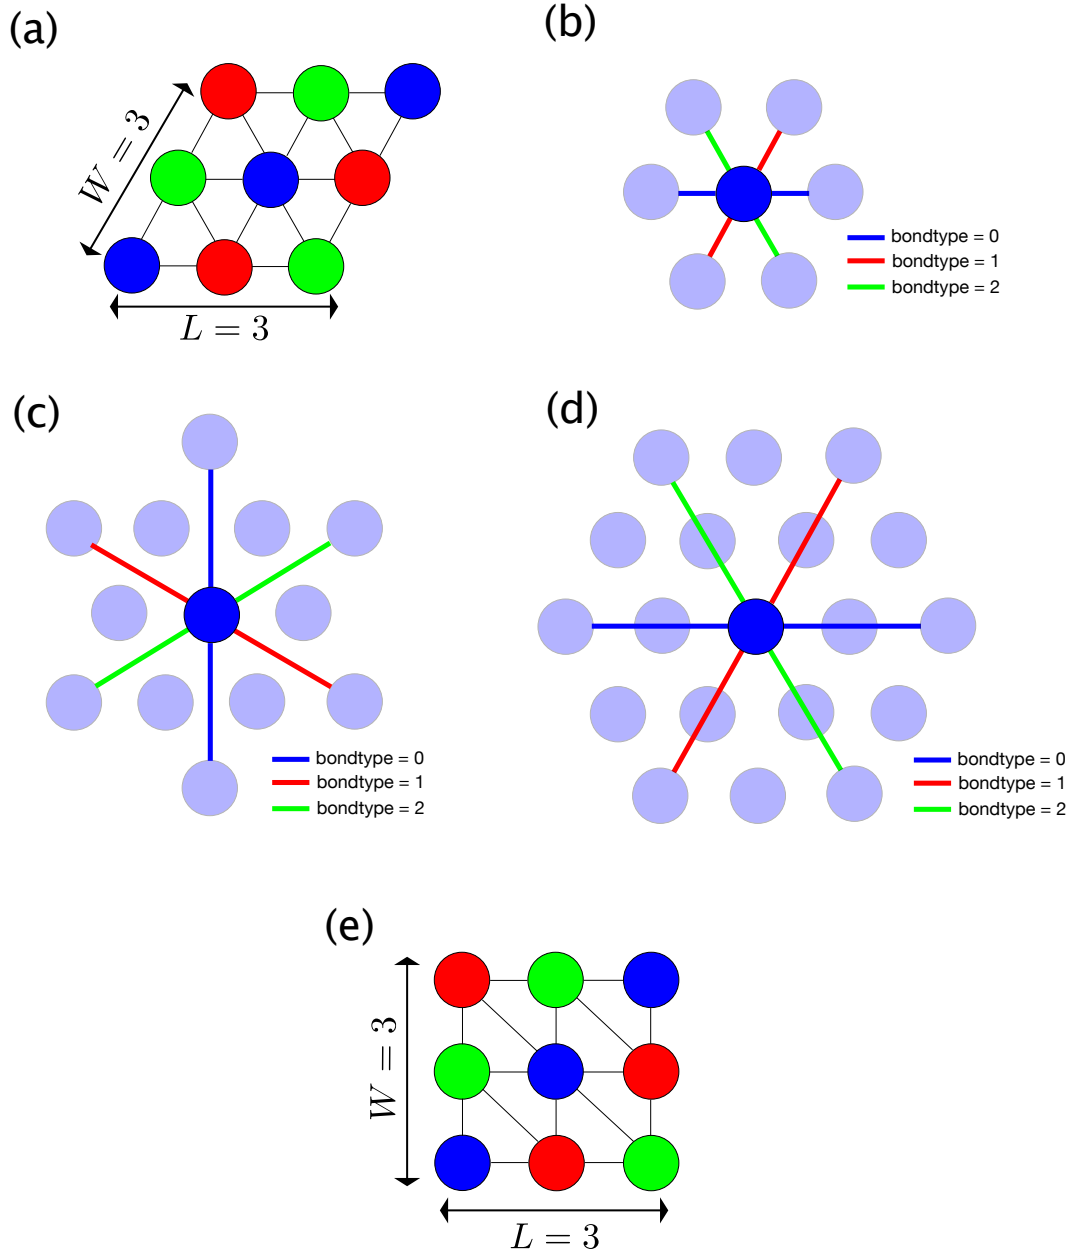 (a)
W = 3
L = 3
(b)
bondtype = 0
bondtype = 1
bondtype = 2
(c)
bondtype = 0
bondtype = 1
bondtype = 2
(d)
bondtype = 0
bondtype = 1
bondtype = 2
(e)
W = 3
L = 3